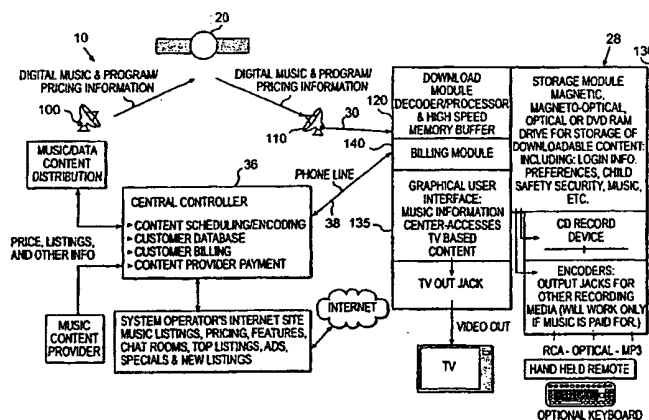 10
20
DIGITAL MUSIC & PROGRAM/
PRICING INFORMATION
DIGITAL MUSIC & PROGRAM/
PRICING INFORMATION
100
110
30
MUSIC/DATA
CONTENT
DISTRIBUTION
36
PHONE LINE
38
CENTRAL CONTROLLER
CONTENT SCHEDULING/ENCODING
CUSTOMER DATABASE
CUSTOMER BILLING
CONTENT PROVIDER PAYMENT
PRICE, LISTINGS,
AND OTHER INFO
MUSIC
CONTENT
PROVIDER
SYSTEM OPERATOR'S INTERNET SITE
MUSIC LISTINGS, PRICING, FEATURES,
CHAT ROOMS, TOP LISTINGS, ADS,
SPECIALS & NEW LISTINGS
INTERNET
135
120
140
DOWNLOAD
MODULE
DECODER/PROCESSOR
& HIGH SPEED
MEMORY BUFFER
BILLING MODULE
GRAPHICAL USER
INTERFACE:
MUSIC INFORMATION
CENTER-ACCESSES
TV BASED
CONTENT
TV OUT JACK
VIDEO OUT
TV
28
130
STORAGE MODULE
MAGNETIC,
MAGNETO-OPTICAL,
OPTICAL OR DVD RAM
DRIVE FOR STORAGE OF
DOWNLOADABLE CONTENT:
INCLUDING: LOGIN INFO.
PREFERENCES, CHILD
SAFETY SECURITY, MUSIC,
ETC.
CD RECORD
DEVICE
ENCODERS:
OUTPUT JACKS FOR
OTHER RECORDING
MEDIA (WILL WORK ONLY
IF MUSIC IS PAID FOR.)
RCA - OPTICAL - MP3
HAND HELD REMOTE
OPTIONAL KEYBOARD